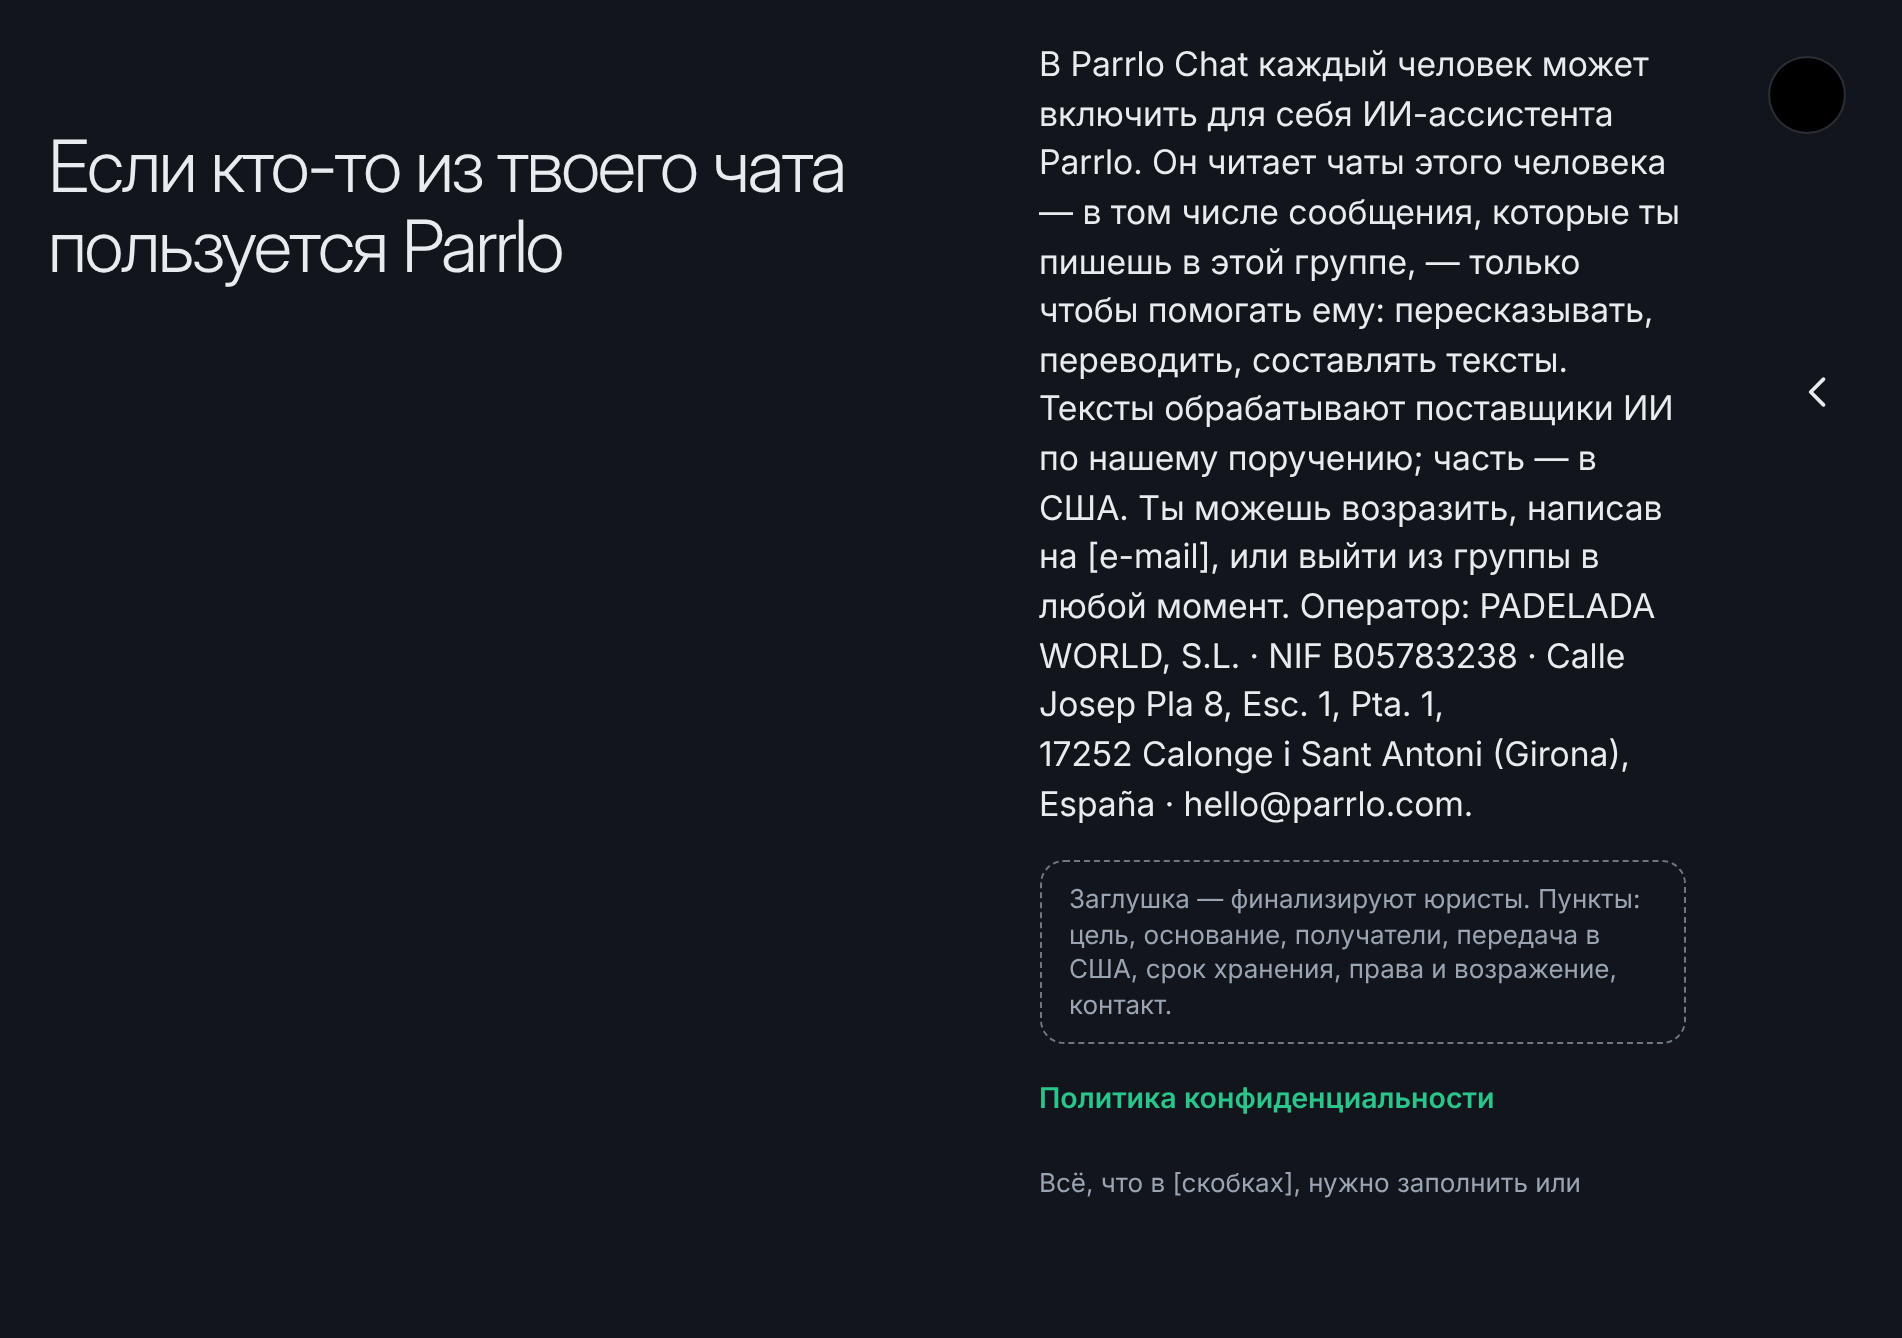 Если кто-то из твоего чата
пользуется Parrlo
В Parrlo Chat каждый человек может
включить для себя ИИ-ассистента
Parrlo. Он читает чаты этого человека
— в том числе сообщения, которые ты
пишешь в этой группе, — только
чтобы помогать ему: пересказывать,
переводить, составлять тексты.
Тексты обрабатывают поставщики ИИ
по нашему поручению; часть — в
США. Ты можешь возразить, написав
на [e-mail], или выйти из группы в
любой момент. Оператор: PADELADA
WORLD, S.L. · NIF B05783238 · Calle
Josep Pla 8, Esc. 1, Pta. 1,
17252 Calonge i Sant Antoni (Girona),
España · hello@parrlo.com.
Заглушка — финализируют юристы. Пункты:
цель, основание, получатели, передача в
США, срок хранения, права и возражение,
контакт.
Политика конфиденциальности
Всё, что в [скобках], нужно заполнить или